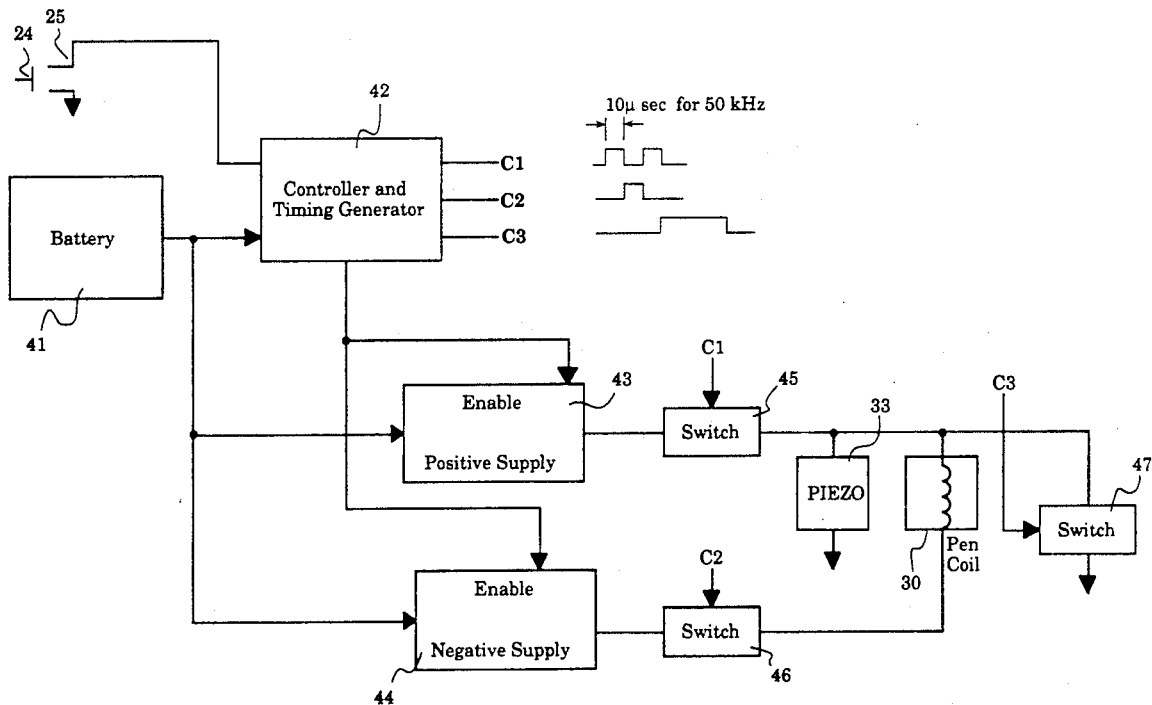 25
24
42
10μ sec for 50 kHz
Controller and
Timing Generator
C1
C2
C3
Battery
41
C1
45
C3
43
Enable
Positive Supply
Switch
33
PIEZO
47
Switch
Pen
Coil
30
C2
Enable
Negative Supply
Switch
44
46